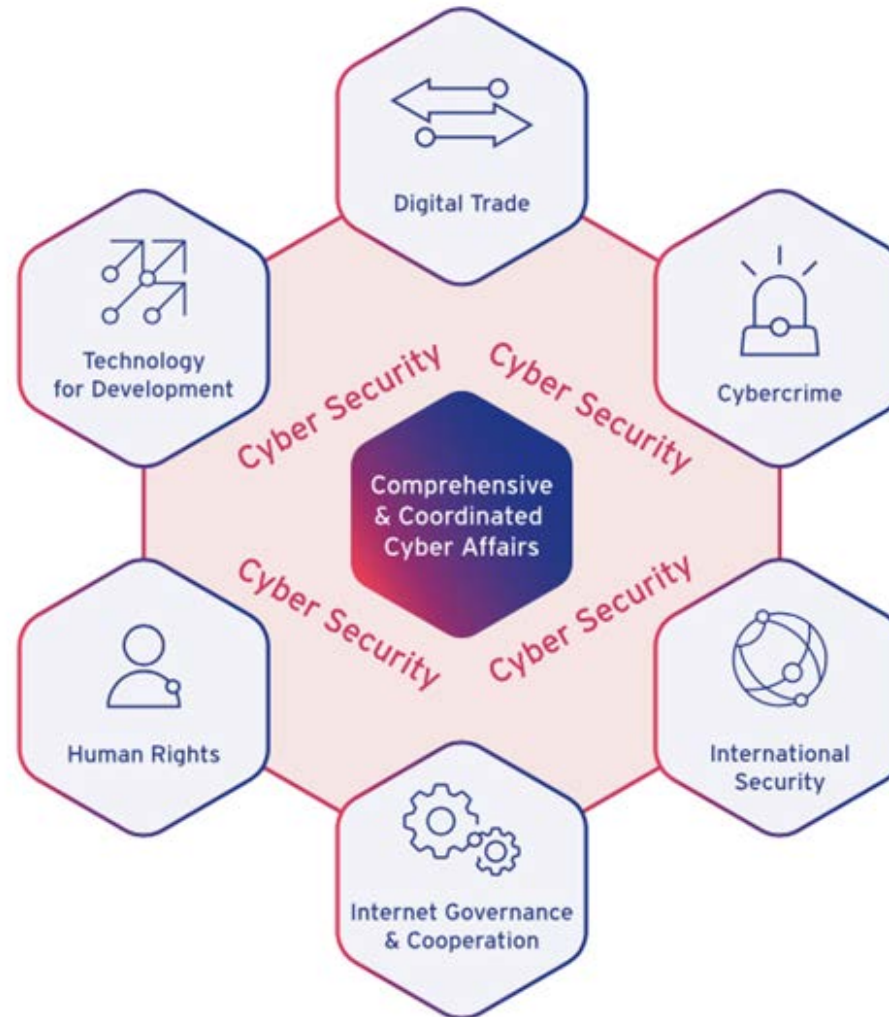 Digital Trade
Technology
for Development
Cybercrime
Cyber Security
Cyber Security
Comprehensive
& Coordinated
Cyber Affairs
Cyber Security
Cyber Security
Human Rights
International
Security
Internet Governance
& Cooperation